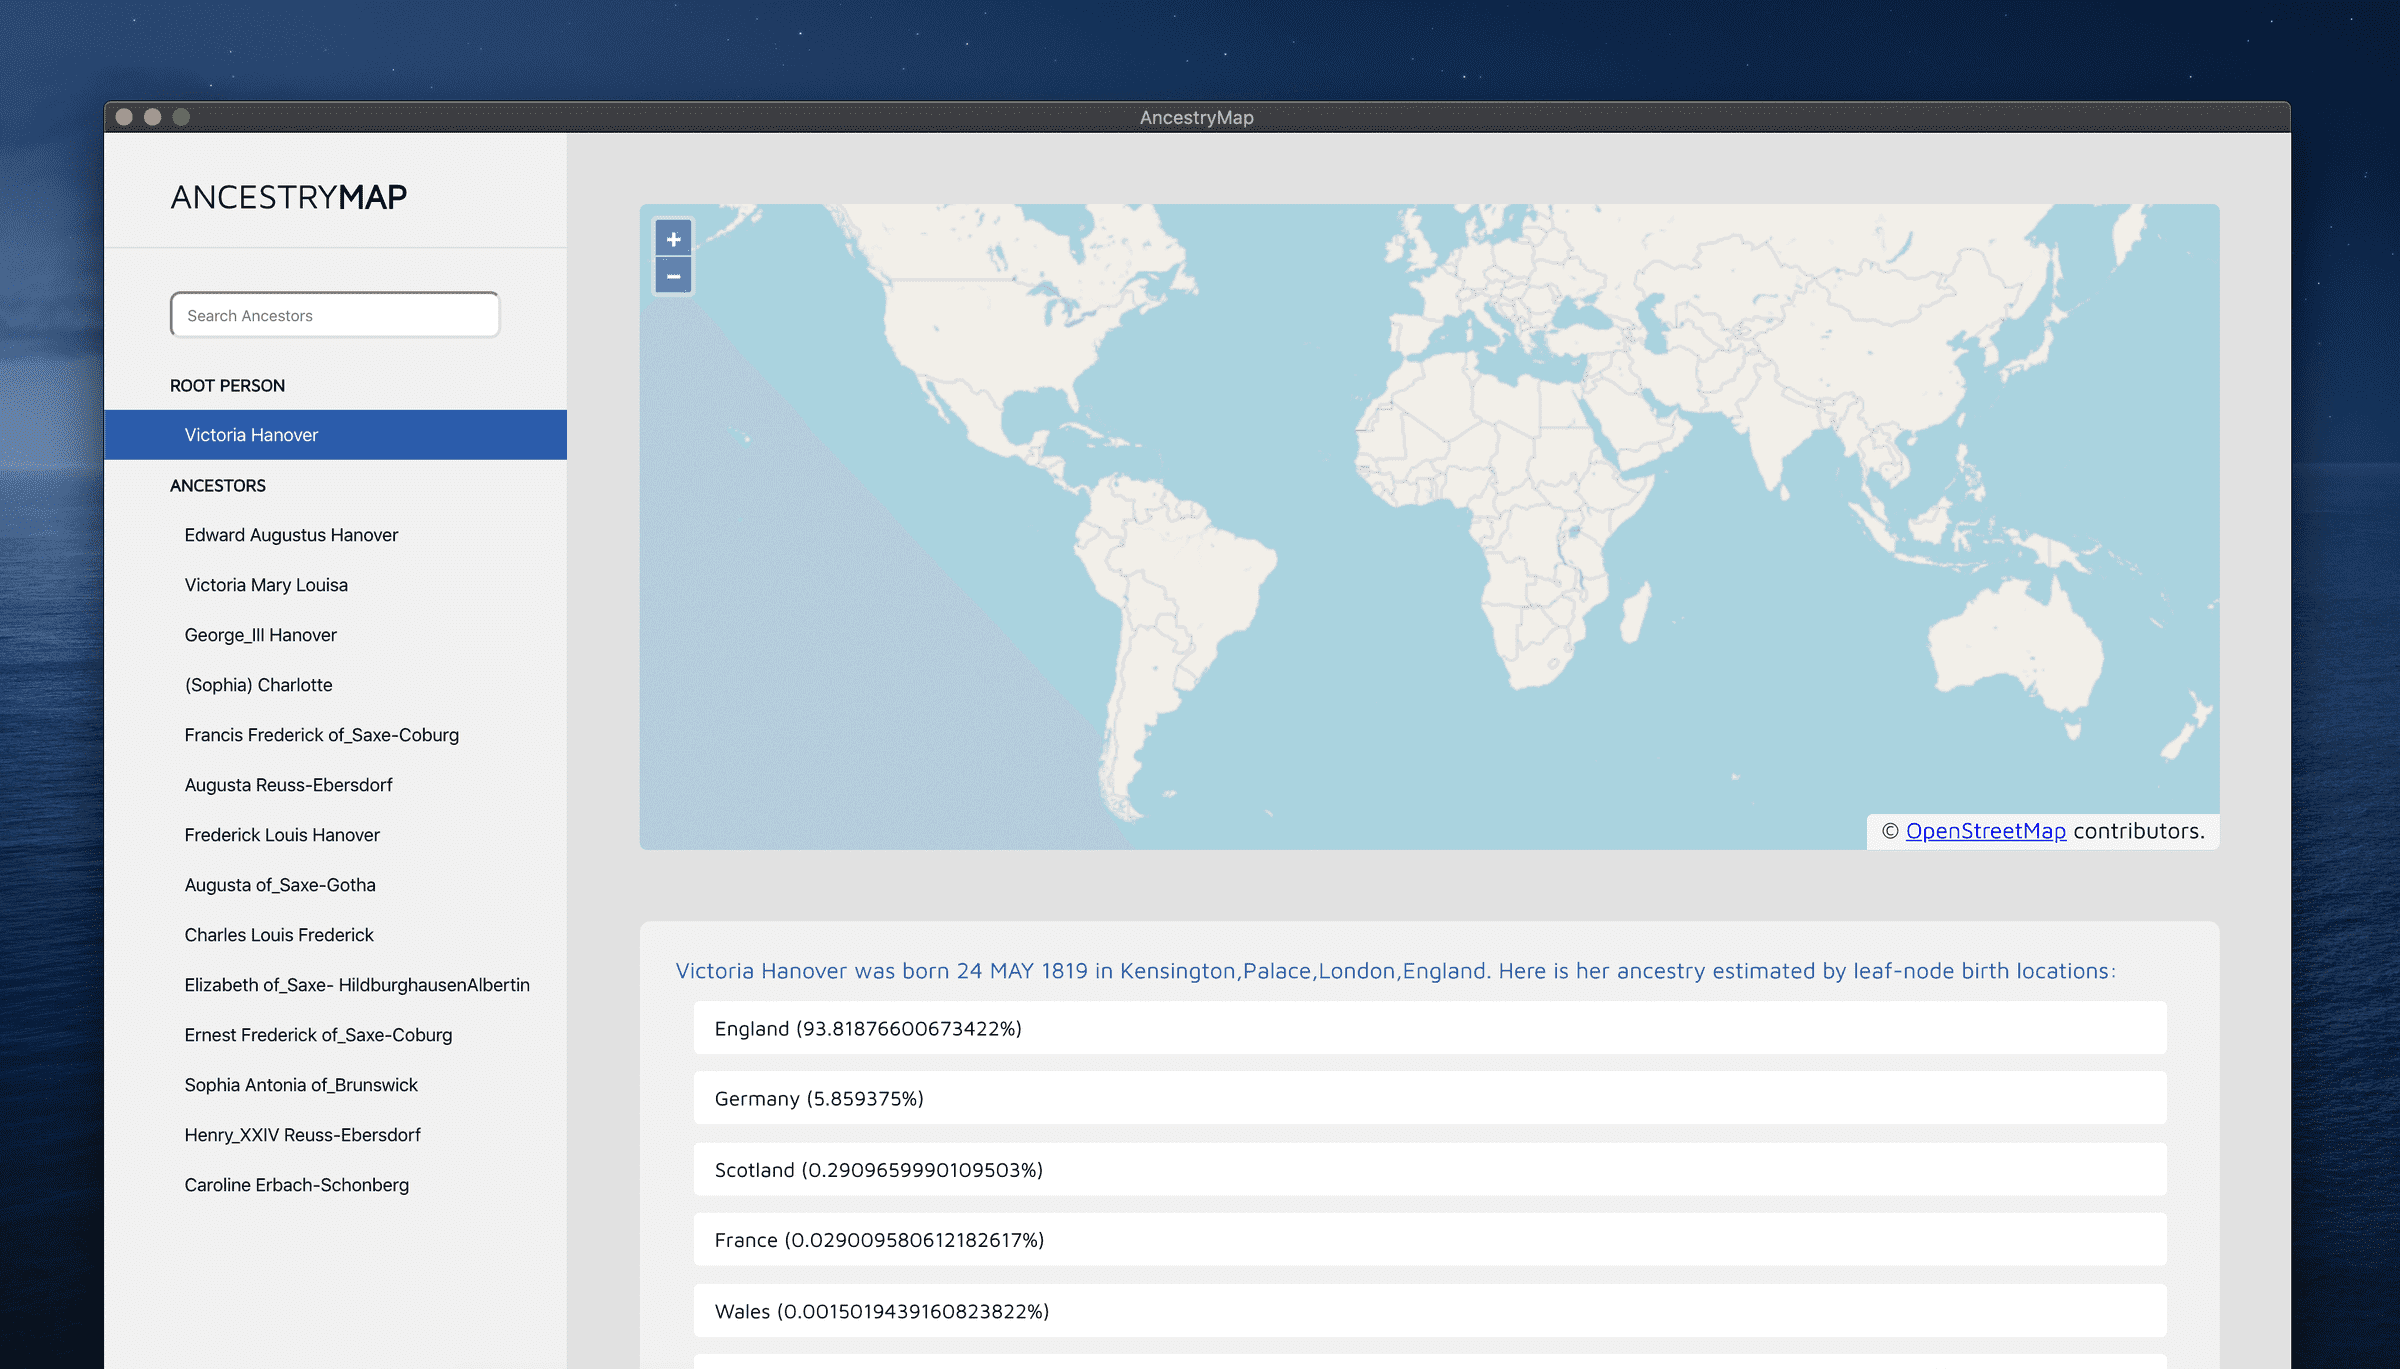 AncestryMap
ANCESTRYMAP
Search Ancestors
ROOT PERSON
Victoria Hanover
ANCESTORS
Edward Augustus Hanover
Victoria Mary Louisa
George_III Hanover
(Sophia) Charlotte
Francis Frederick of_Saxe-Coburg
Augusta Reuss-Ebersdorf
Frederick Louis Hanover
Augusta of_Saxe-Gotha
Charles Louis Frederick
Elizabeth of_Saxe- HildburghausenAlbertin
Ernest Frederick of_Saxe-Coburg
Sophia Antonia of_Brunswick
Henry_XXIV Reuss-Ebersdorf
Caroline Erbach-Schonberg
+
–
© OpenStreetMap contributors.
Victoria Hanover was born 24 MAY 1819 in Kensington,Palace,London,England. Here is her ancestry estimated by leaf-node birth locations:
England (93.81876600673422%)
Germany (5.859375%)
Scotland (0.2909659990109503%)
France (0.029009580612182617%)
Wales (0.0015019439160823822%)